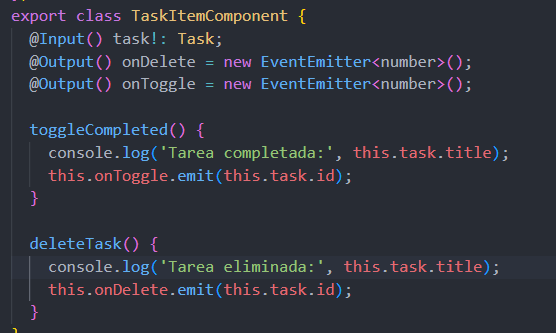 export class TaskItemComponent {
@Input() task!: Task;
@Output() onDelete = new EventEmitter<number>();
@Output() onToggle = new EventEmitter<number>();
toggleCompleted() {
console.log('Tarea completada:', this.task.title);
this.onToggle.emit(this.task.id);
}
deleteTask() {
console.log('Tarea eliminada:', this.task.title);
this.onDelete.emit(this.task.id);
}
}